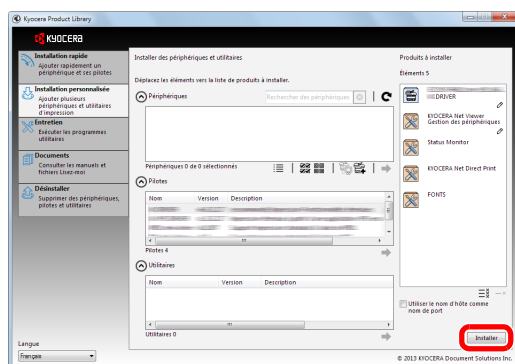 Kyocera Product Library
KYOCERA
Installation rapide
Ajouter rapidement un
périphérique et ses pilotes
Installation personnalisée
Ajouter plusieurs
périphériques et utilitaires
d'impression
Entretien
Exécuter les programmes
utilitaires
Documents
Consulter les manuels et
fichiers Lisez-moi
Désinstaller
Supprimer des périphériques,
pilotes et utilitaires
Langue
Français
Installer des périphériques et utilitaires
Déplacez les éléments vers la liste de produits à installer.
Périphériques
Rechercher des périphériques
Périphériques 0 de 0 sélectionnés
Pilotes
Nom Version Description
Pilotes 4
Utilitaires
Nom Version Description
Utilitaires 0
Produits à installer
Éléments 5
DRIVER
KYOCERA Net Viewer
Gestion des périphériques
Status Monitor
KYOCERA Net Direct Print
FONTS
Utiliser le nom d'hôte comme
nom de port
Installer
© 2013 KYOCERA Document Solutions Inc.